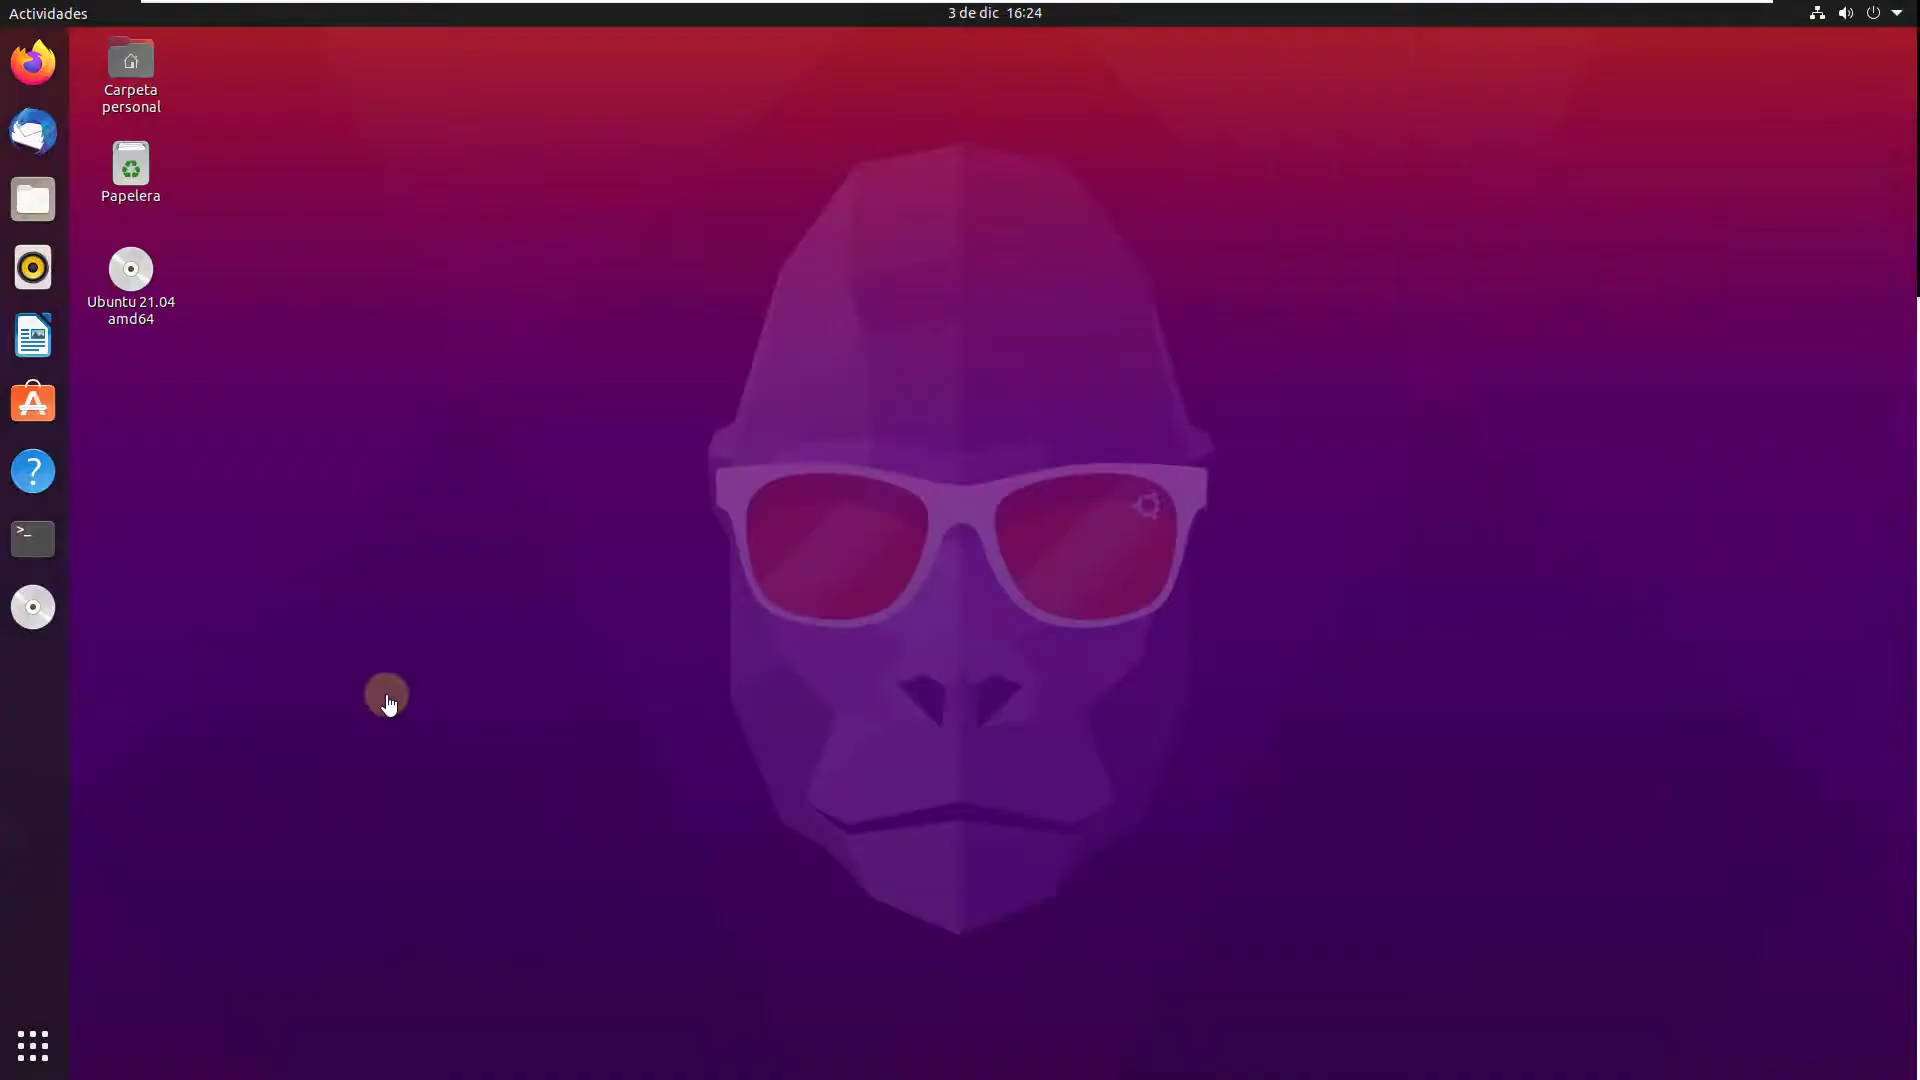 Actividades
3 de dic 16:24
Carpeta
personal
Papelera
Ubuntu 21.04
amd64